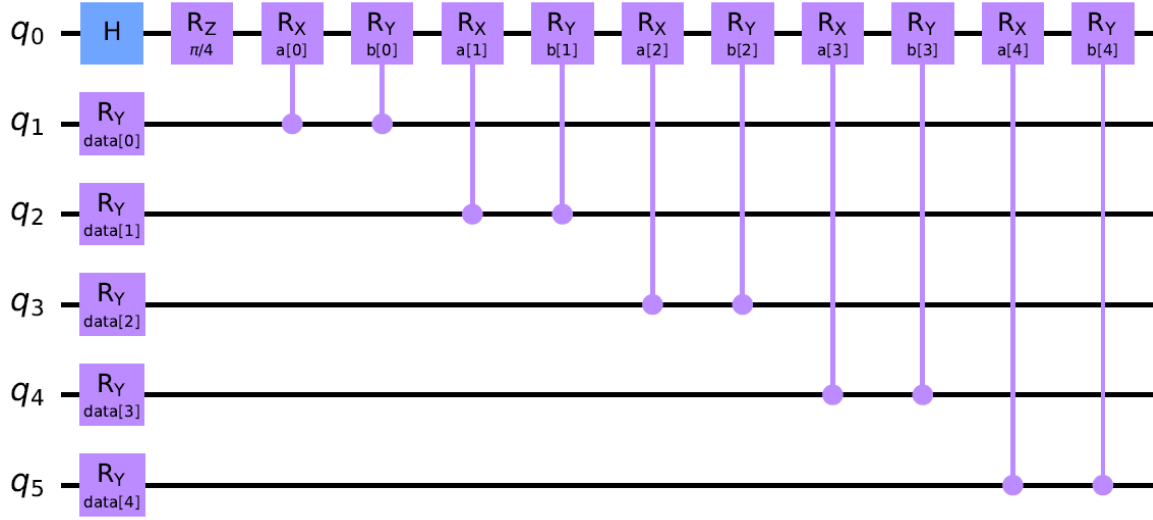 q0 H RZ RX RY RX RY RX RY RX RY RX RY
π/4 a[0] b[0] a[1] b[1] a[2] b[2] a[3] b[3] a[4] b[4]
q1 RY
data[0]
q2 RY
data[1]
q3 RY
data[2]
q4 RY
data[3]
q5 RY
data[4]